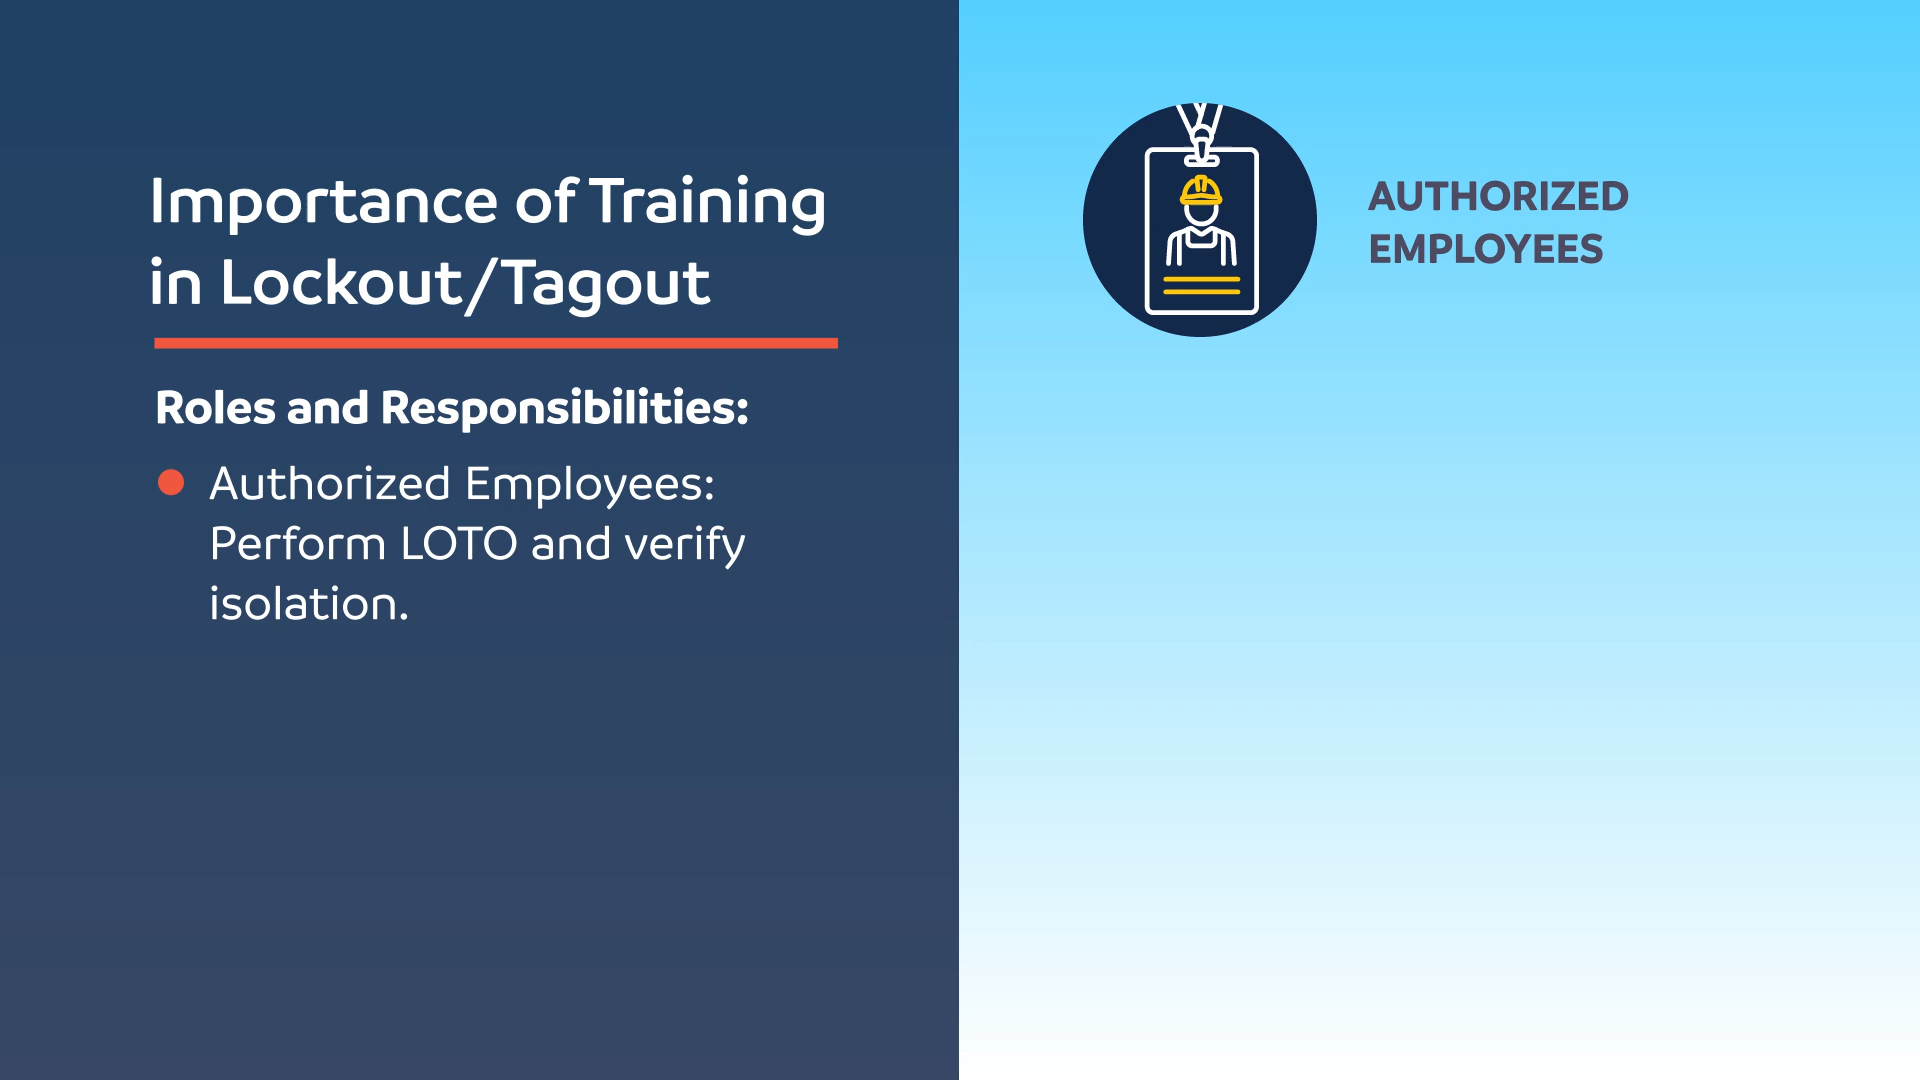 Importance of Training
in Lockout/Tagout
Roles and Responsibilities:
Authorized Employees:
Perform LOTO and verify
isolation.
AUTHORIZED
EMPLOYEES